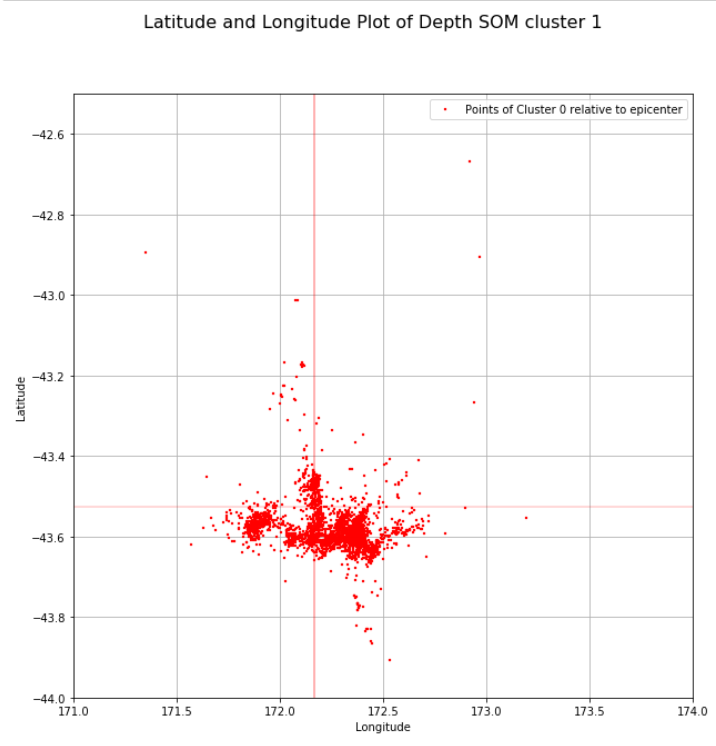 Latitude and Longitude Plot of Depth SOM cluster 1
Points of Cluster 0 relative to epicenter
−42.6
−42.8
−43.0
−43.2
−43.4
−43.6
−43.8
−44.0
Latitude
171.0 171.5 172.0 172.5 173.0 173.5 174.0
Longitude